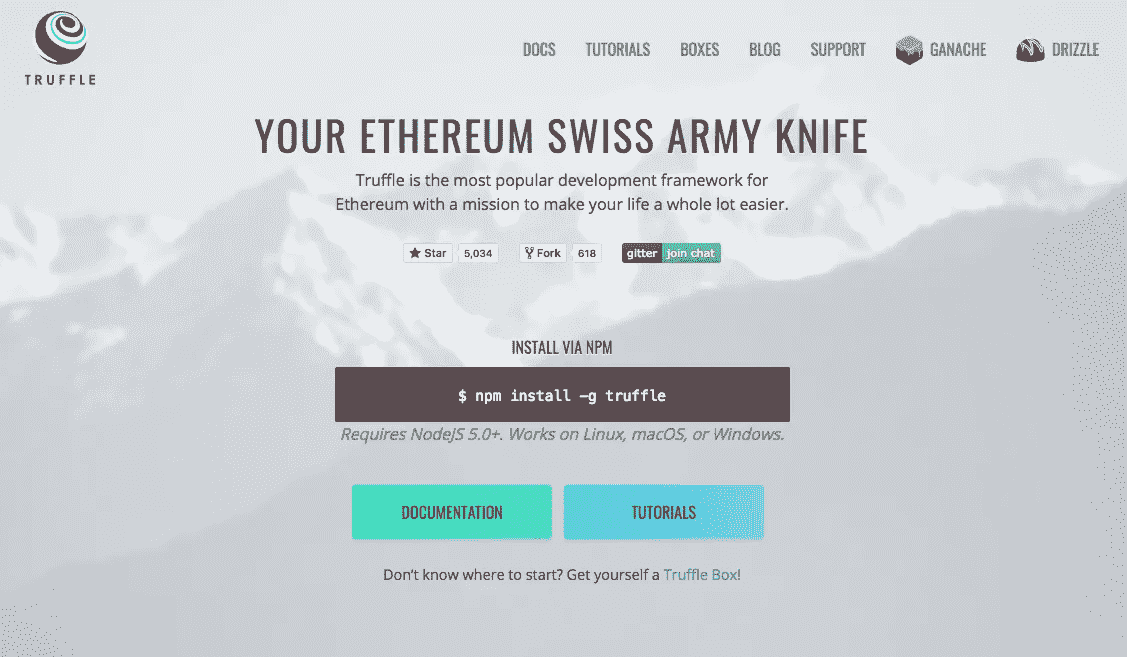 TRUFFLE
DOCS TUTORIALS BOXES BLOG SUPPORT GANACHE DRIZZLE
YOUR ETHEREUM SWISS ARMY KNIFE
Truffle is the most popular development framework for
Ethereum with a mission to make your life a whole lot easier.
Star 5,034 Fork 618 gitter join chat
INSTALL VIA NPM
$ npm install -g truffle
Requires NodeJS 5.0+. Works on Linux, macOS, or Windows.
DOCUMENTATION TUTORIALS
Don't know where to start? Get yourself a Truffle Box!